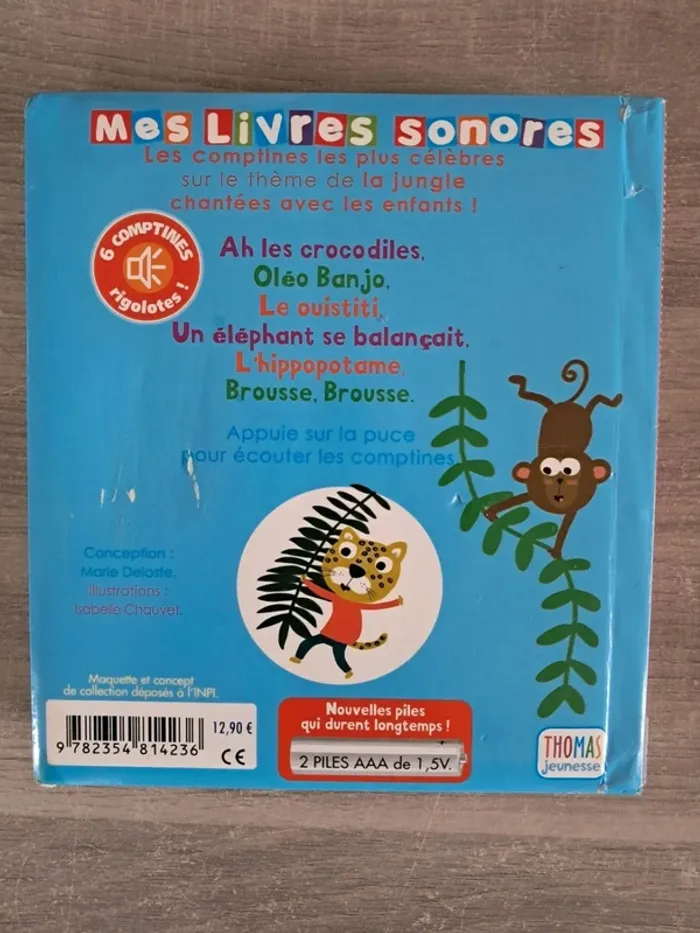 Mes Livres sonores
Les comptines les plus célèbres
sur le thème de la jungle
chantées avec les enfants !
6 COMPTINES
rigolotes !
Ah les crocodiles,
Oléo Banjo,
Le ouistiti,
Un éléphant se balançait,
L'hippopotame,
Brousse, Brousse.
Appuie sur la puce
pour écouter les comptines
Conception :
Marie Deloste,
Illustrations :
Isabelle Chauvet.
Maquette et concept
de collection déposés à l'INPI.
12,90 €
9 782354 814236
CE
Nouvelles piles
qui durent longtemps !
2 PILES AAA de 1,5V.
THOMAS
jeunesse